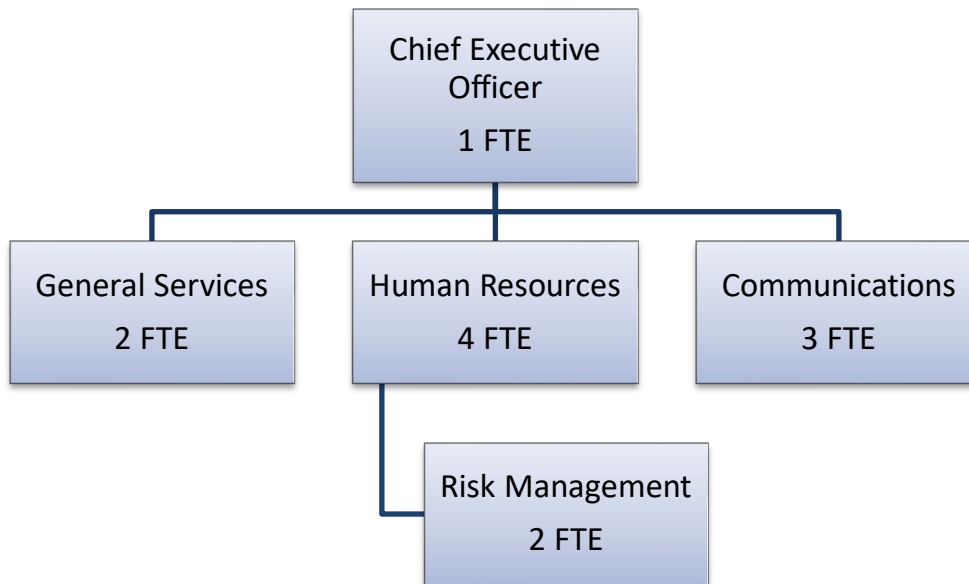 Chief Executive
Officer
1 FTE
General Services
2 FTE
Human Resources
4 FTE
Communications
3 FTE
Risk Management
2 FTE